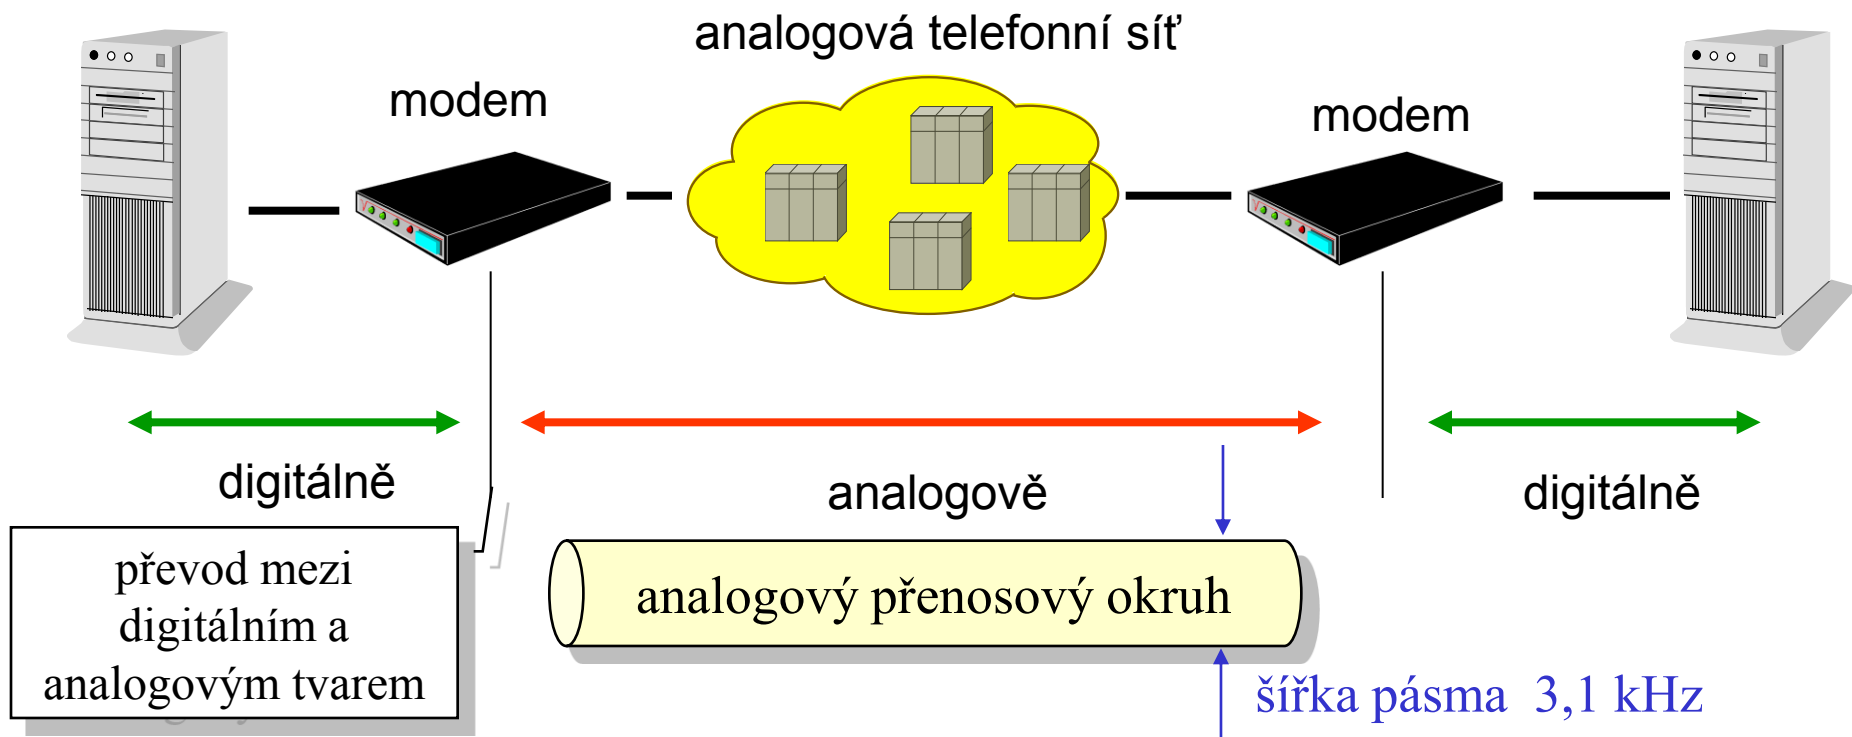 analogová telefonní síť
modem
modem
digitálně
analogově
digitálně
převod mezi
digitálním a
analogovým tvarem
analogový přenosový okruh
šířka pásma 3,1 kHz